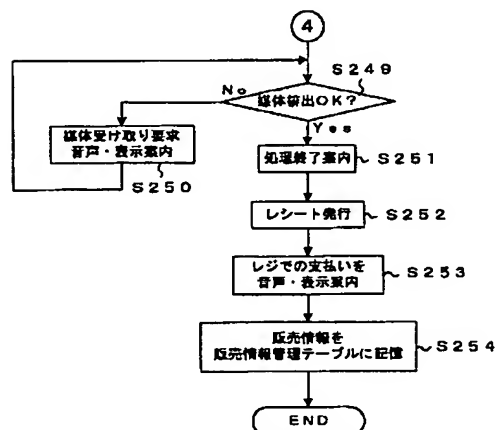 4
S249
No
媒体排出OK?
Yes
媒体受け取り要求
音声・表示案内
S250
処理終了案内
S251
レシート発行
S252
レジでの支払いを
音声・表示案内
S253
販売情報を
販売情報管理テーブルに記憶
S254
END